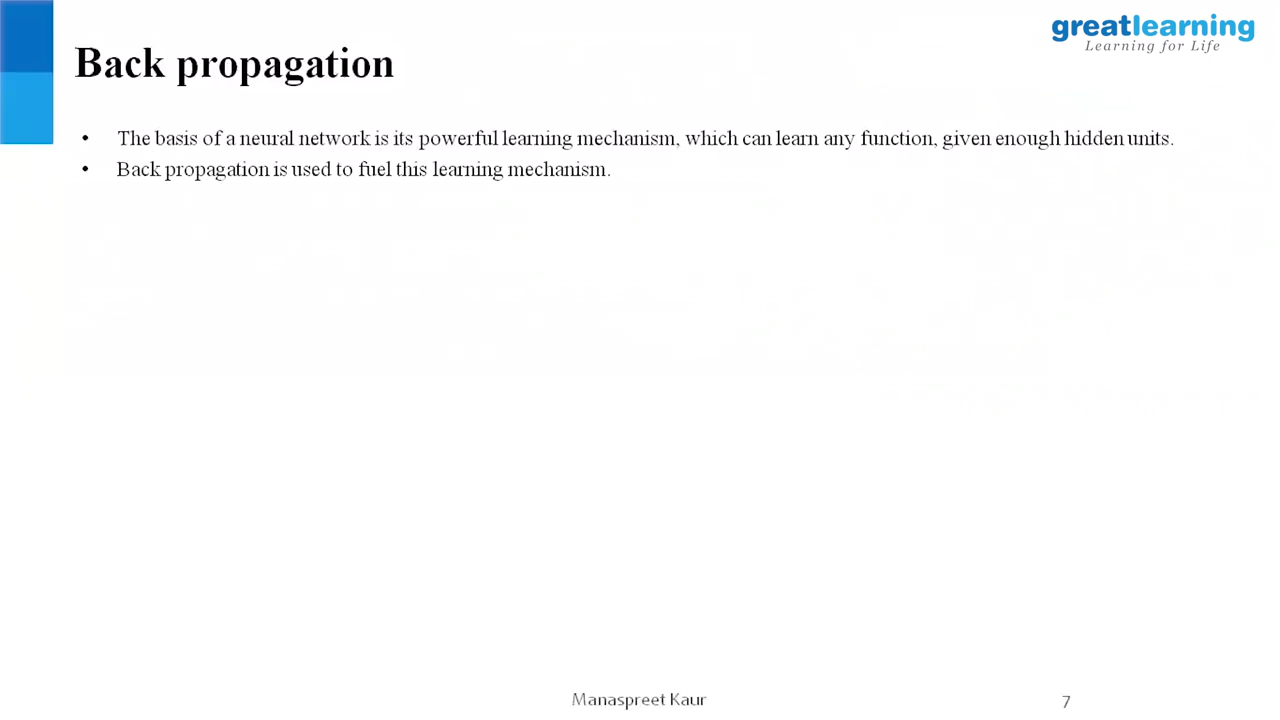 greatlearning
Learning for Life
Back propagation
• The basis of a neural network is its powerful learning mechanism, which can learn any function, given enough hidden units.
• Back propagation is used to fuel this learning mechanism.
Manaspreet Kaur
7